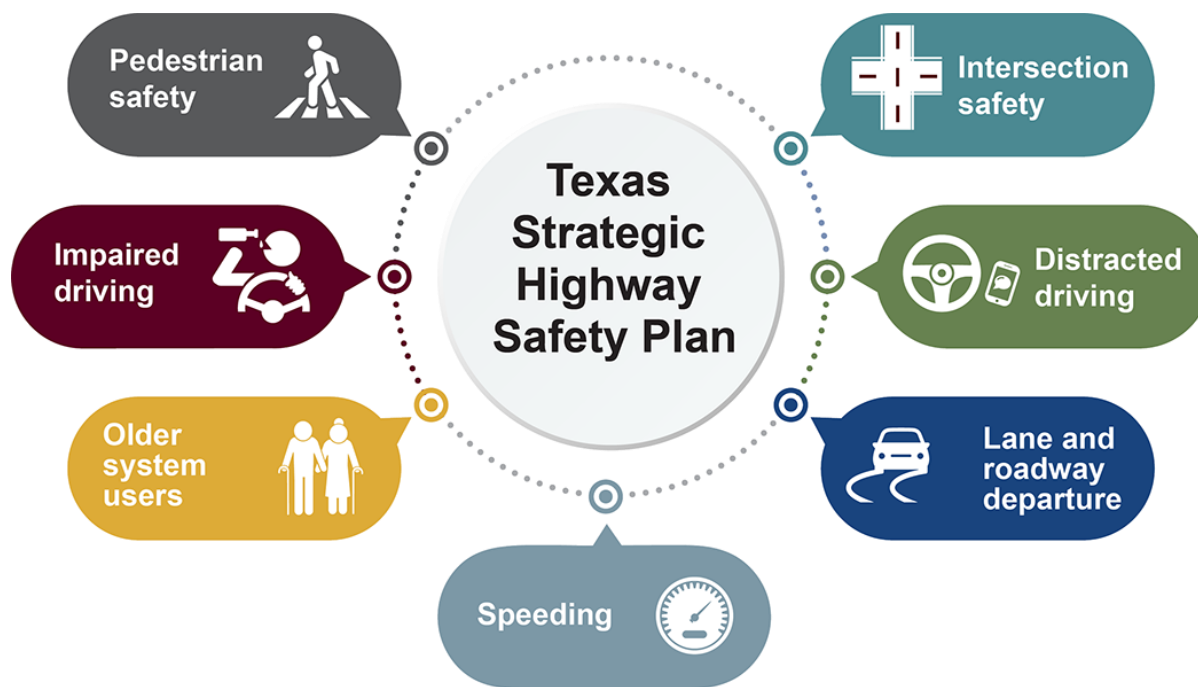 Pedestrian
safety
Intersection
safety
Texas
Strategic
Highway
Safety Plan
Impaired
driving
Distracted
driving
Older
system
users
Lane and
roadway
departure
Speeding